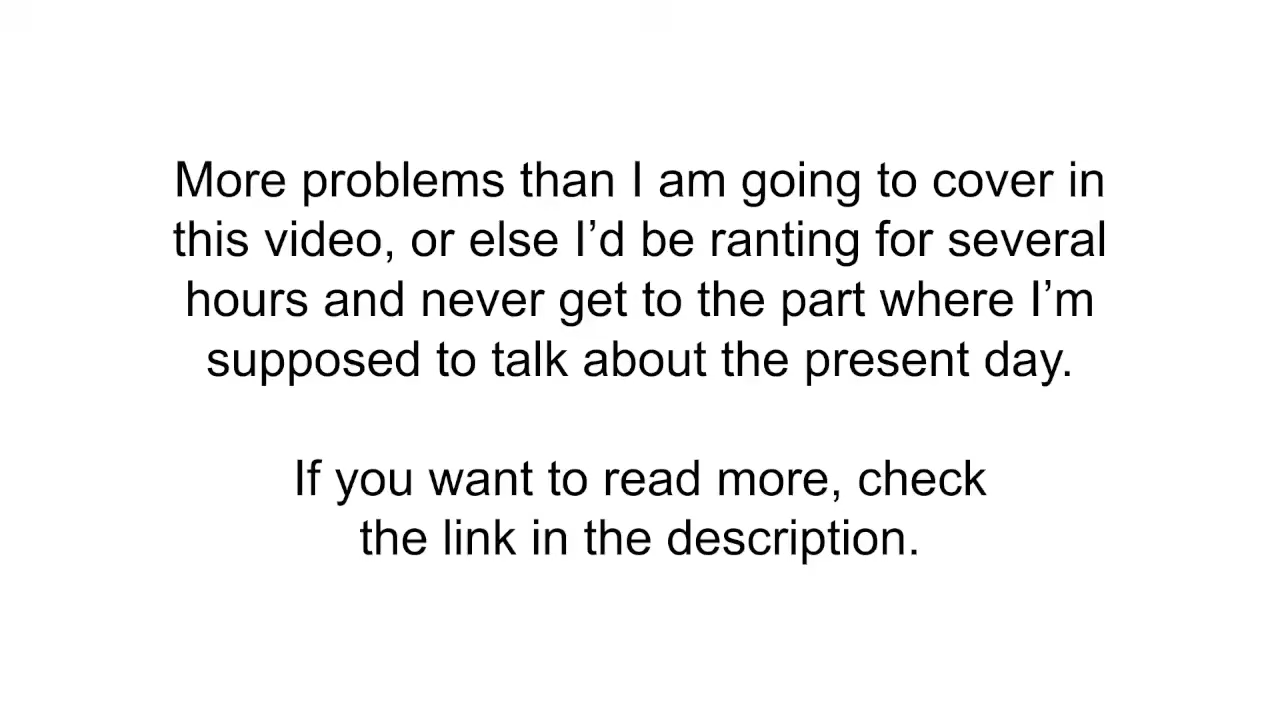 More problems than I am going to cover in
this video, or else I’d be ranting for several
hours and never get to the part where I’m
supposed to talk about the present day.
If you want to read more, check
the link in the description.